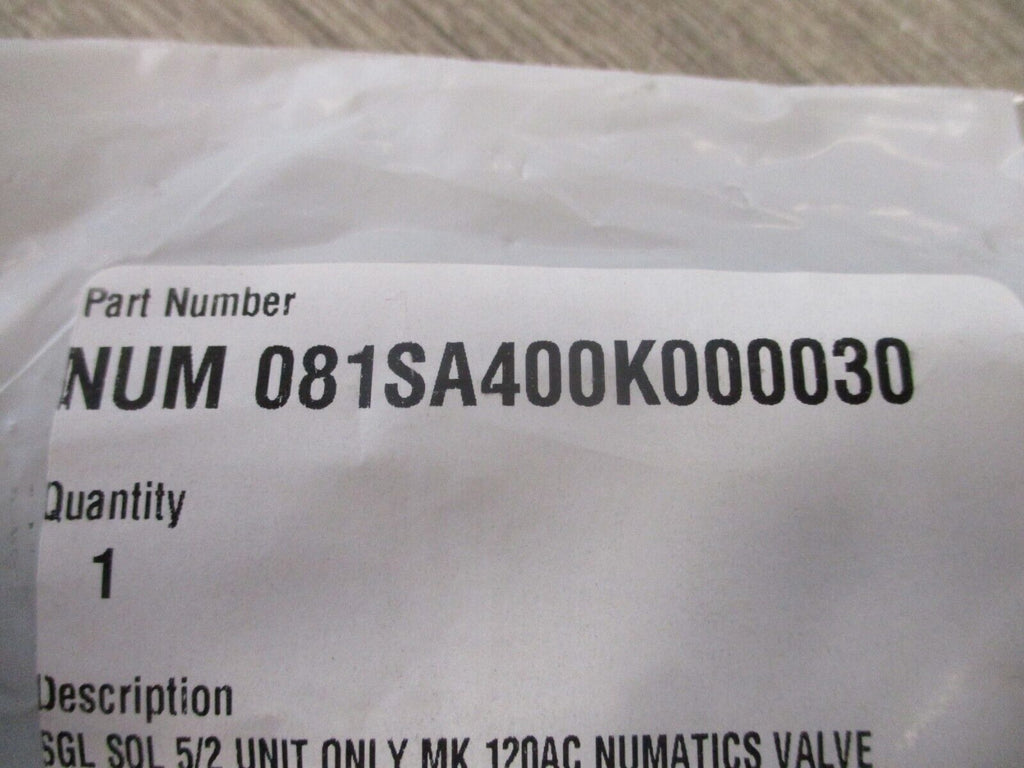 Part Number
NUM 081SA400K000030
Quantity
1
Description
SGL SOL 5/2 UNIT ONLY MK 120AC NUMATICS VALVE